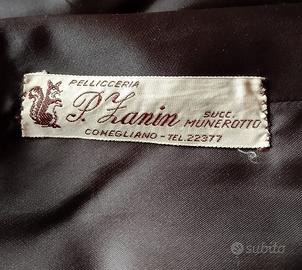 PELLICCERIA
P. Zanin SUCC. MUNEROTTO
CONEGLIANO - TEL. 22377
subito